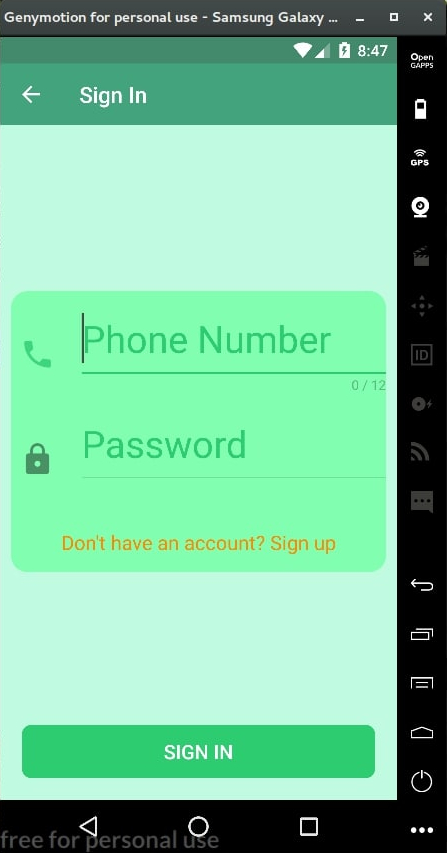 Genymotion for personal use - Samsung Galaxy ...
8:47
Open
GAPPS
Sign In
GPS
Phone Number
0 / 12
ID
Password
Don't have an account? Sign up
SIGN IN
free for personal use